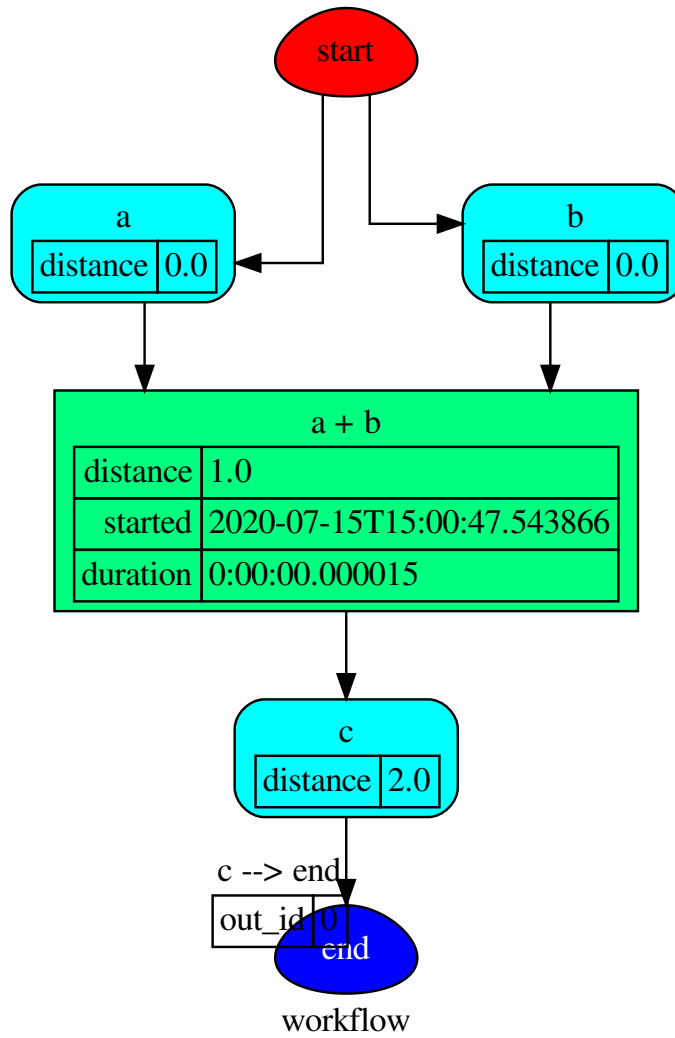 start
a
distance 0.0
b
distance 0.0
a + b
distance 1.0
started 2020-07-15T15:00:47.543866
duration 0:00:00.000015
c
distance 2.0
c --> end
out_id 0
end
workflow